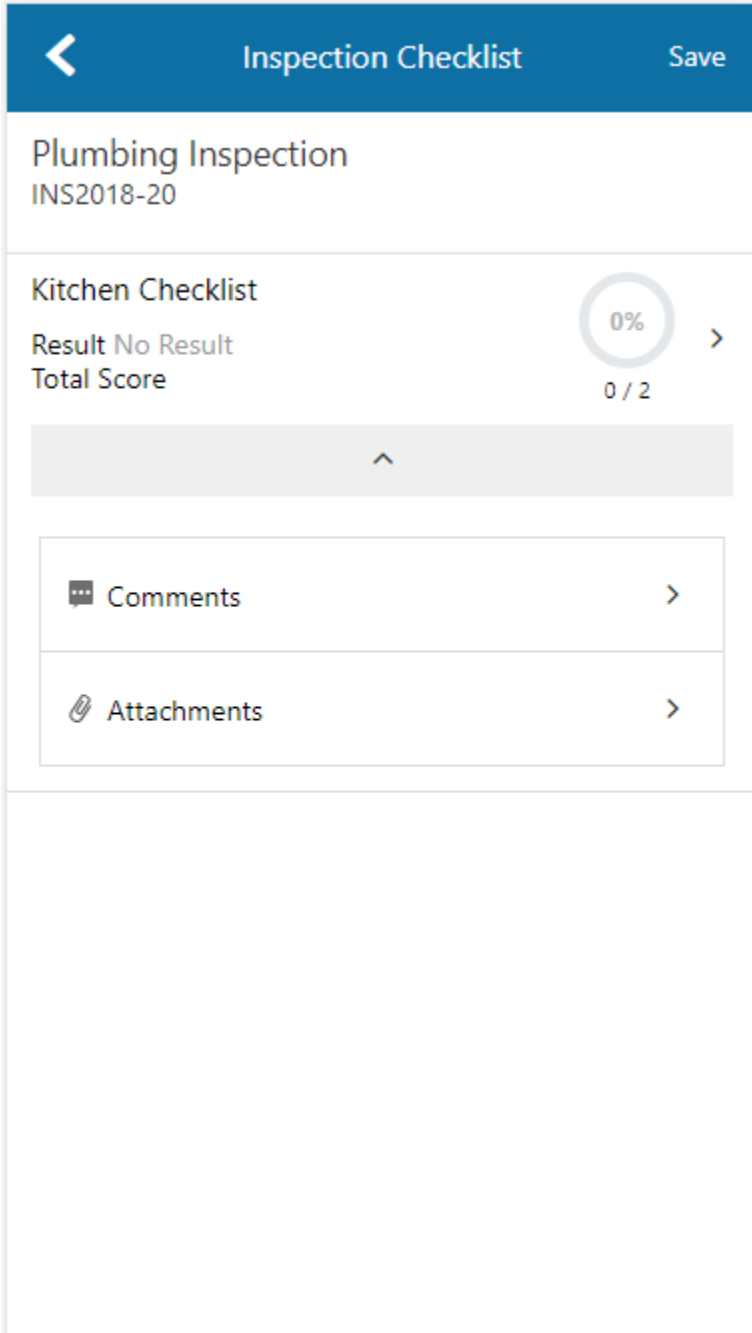 Inspection Checklist Save
Plumbing Inspection
INS2018-20
Kitchen Checklist
0%
Result No Result
Total Score
0 / 2
Comments
Attachments